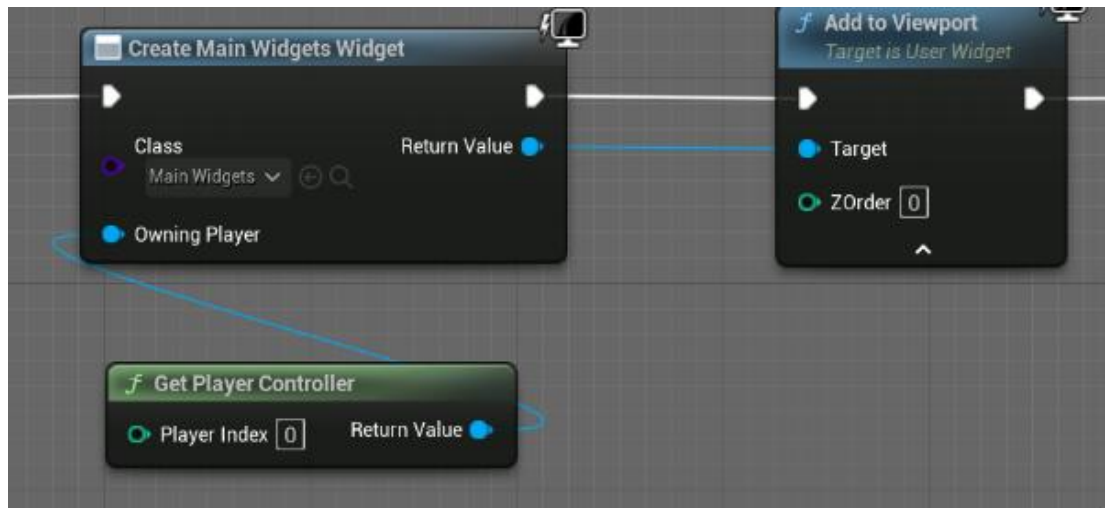 Create Main Widgets Widget
Class
Return Value
Main Widgets
Owning Player
f Add to Viewport
Target is User Widget
Target
ZOrder 0
f Get Player Controller
Player Index 0
Return Value